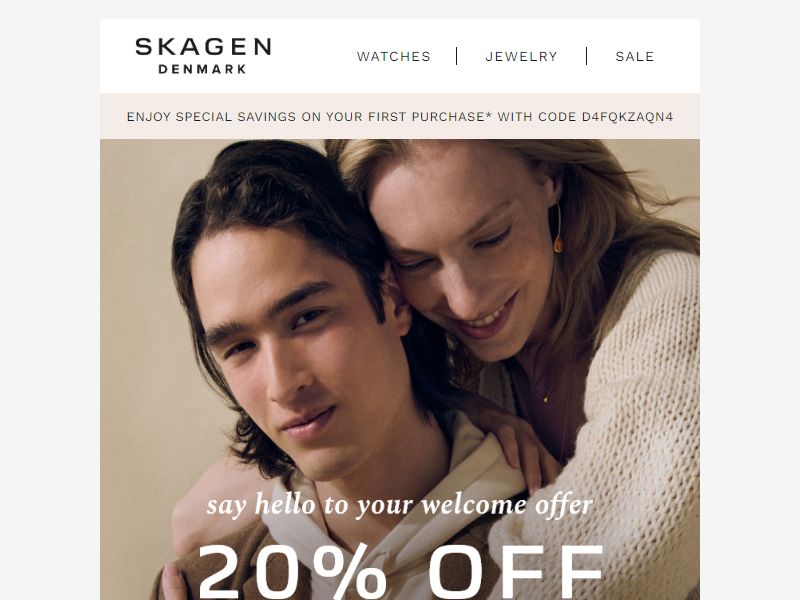 SKAGEN
DENMARK
WATCHES | JEWELRY | SALE
ENJOY SPECIAL SAVINGS ON YOUR FIRST PURCHASE* WITH CODE D4FQKZAQN4
say hello to your welcome offer
20% OFF